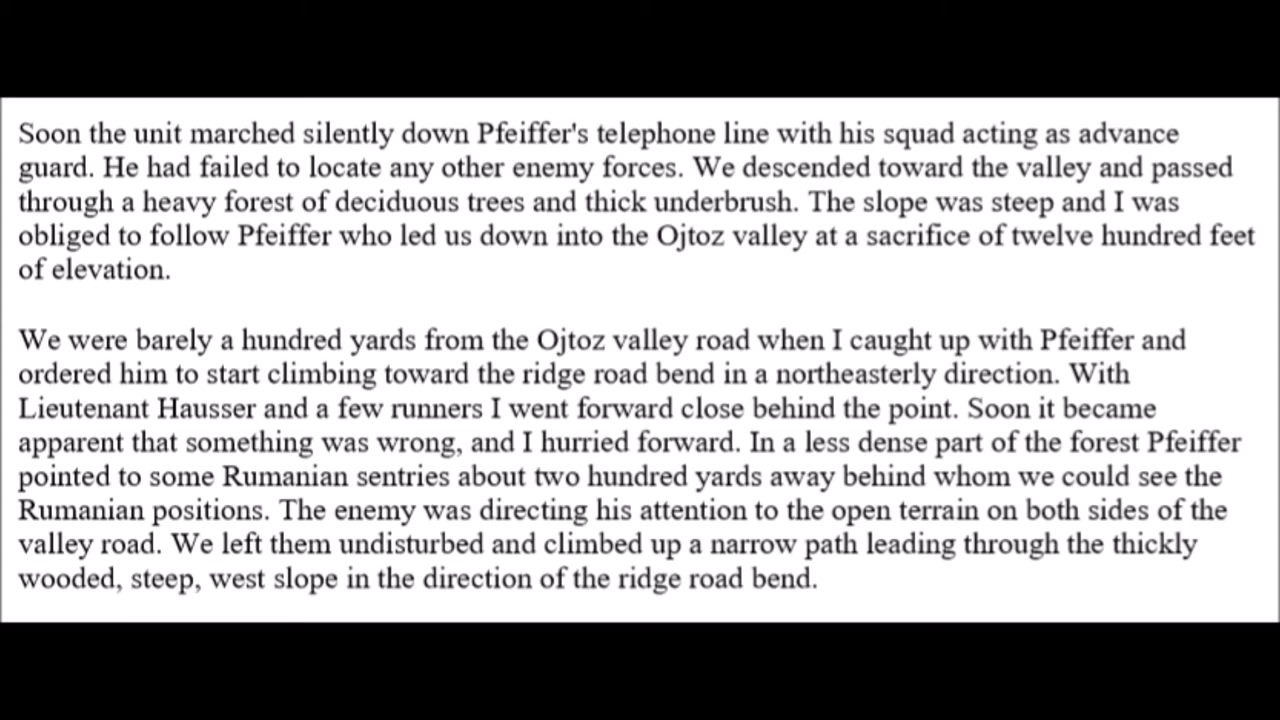 Soon the unit marched silently down Pfeiffer's telephone line with his squad acting as advance
guard. He had failed to locate any other enemy forces. We descended toward the valley and passed
through a heavy forest of deciduous trees and thick underbrush. The slope was steep and I was
obliged to follow Pfeiffer who led us down into the Ojtoz valley at a sacrifice of twelve hundred feet
of elevation.
We were barely a hundred yards from the Ojtoz valley road when I caught up with Pfeiffer and
ordered him to start climbing toward the ridge road bend in a northeasterly direction. With
Lieutenant Hausser and a few runners I went forward close behind the point. Soon it became
apparent that something was wrong, and I hurried forward. In a less dense part of the forest Pfeiffer
pointed to some Rumanian sentries about two hundred yards away behind whom we could see the
Rumanian positions. The enemy was directing his attention to the open terrain on both sides of the
valley road. We left them undisturbed and climbed up a narrow path leading through the thickly
wooded, steep, west slope in the direction of the ridge road bend.